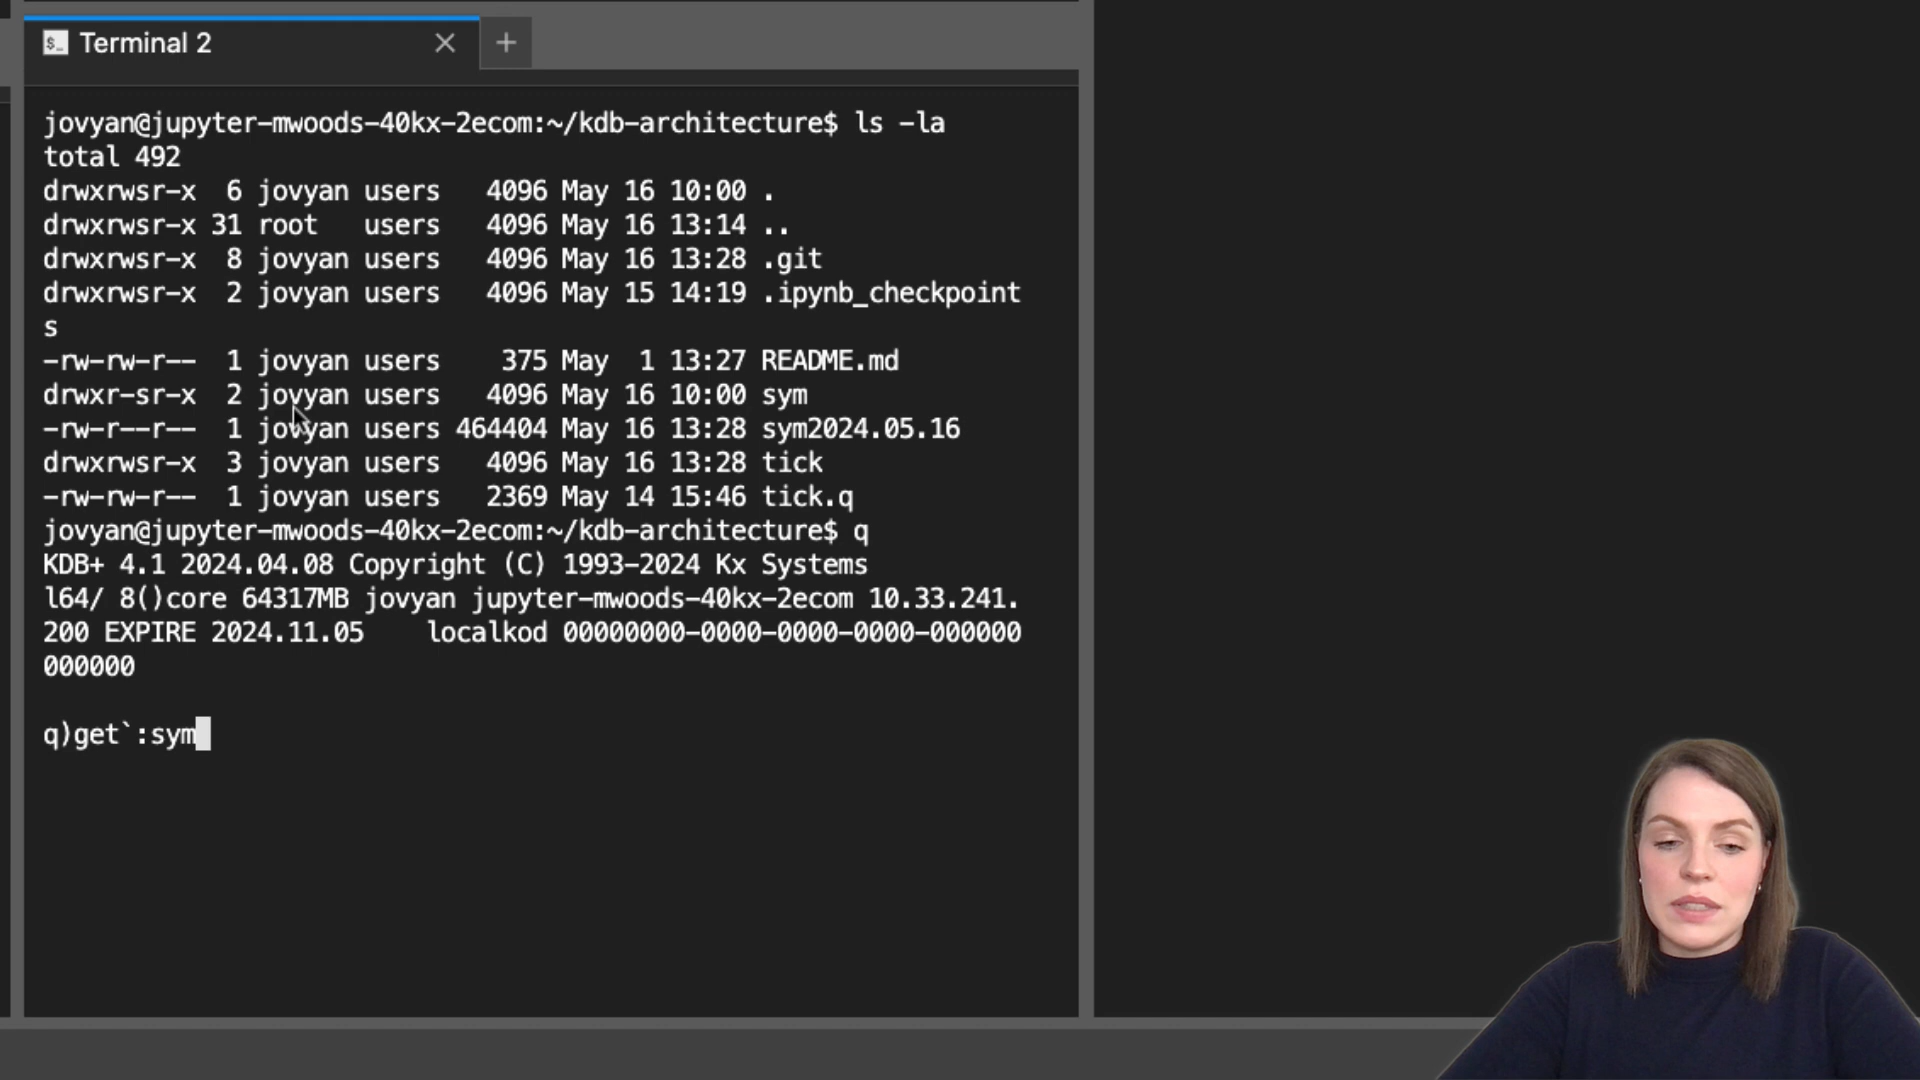 Terminal 2
jovyan@jupyter-mwoods-40kx-2ecom:~/kdb-architecture$ ls -la
total 492
drwxrwsr-x  6 jovyan users   4096 May 16 10:00 .
drwxrwsr-x 31 root   users   4096 May 16 13:14 ..
drwxrwsr-x  8 jovyan users   4096 May 16 13:28 .git
drwxrwsr-x  2 jovyan users   4096 May 15 14:19 .ipynb_checkpoint
s
-rw-rw-r--  1 jovyan users    375 May  1 13:27 README.md
drwxr-sr-x  2 jovyan users   4096 May 16 10:00 sym
-rw-r--r--  1 jovyan users 464404 May 16 13:28 sym2024.05.16
drwxrwsr-x  3 jovyan users   4096 May 16 13:28 tick
-rw-rw-r--  1 jovyan users   2369 May 14 15:46 tick.q
jovyan@jupyter-mwoods-40kx-2ecom:~/kdb-architecture$ q
KDB+ 4.1 2024.04.08 Copyright (C) 1993-2024 Kx Systems
l64/ 8()core 64317MB jovyan jupyter-mwoods-40kx-2ecom 10.33.241.
200 EXPIRE 2024.11.05    localkod 00000000-0000-0000-0000-000000
000000
q)get`:sym